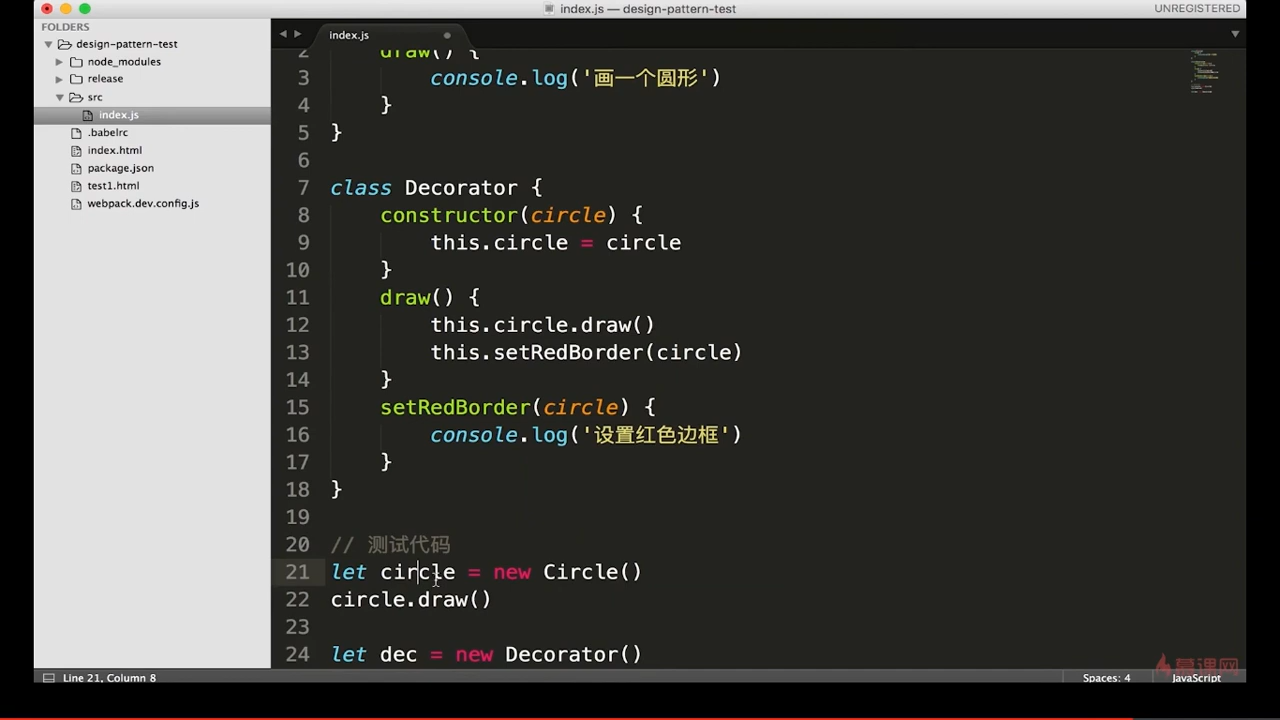 index.js — design-pattern-test
UNREGISTERED
FOLDERS
design-pattern-test
node_modules
release
src
index.js
.babelrc
index.html
package.json
test1.html
webpack.dev.config.js
index.js
2 draw() {
3 console.log('画一个圆形')
4 }
5 }
6
7 class Decorator {
8 constructor(circle) {
9 this.circle = circle
10 }
11 draw() {
12 this.circle.draw()
13 this.setRedBorder(circle)
14 }
15 setRedBorder(circle) {
16 console.log('设置红色边框')
17 }
18 }
19
20 // 测试代码
21 let circle = new Circle()
22 circle.draw()
23
24 let dec = new Decorator()
慕课网
Line 21, Column 8
Spaces: 4
JavaScript